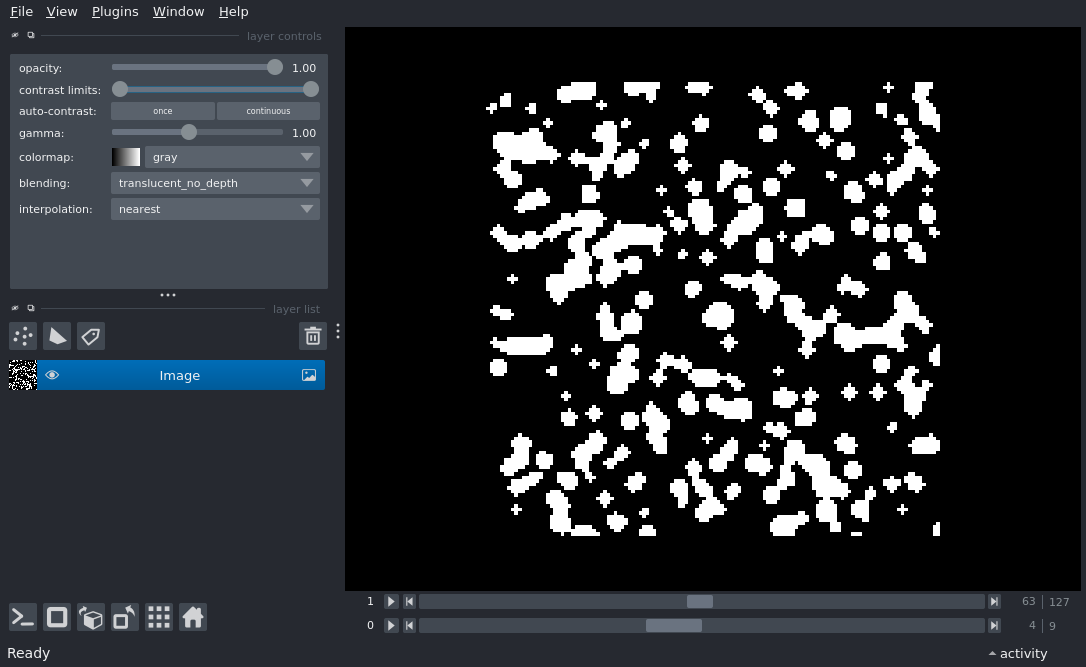 File View Plugins Window Help
layer controls
opacity: 1.00
contrast limits:
auto-contrast: once continuous
gamma: 1.00
colormap: gray
blending: translucent_no_depth
interpolation: nearest
layer list
Image
1 63 127
0 4 9
Ready activity